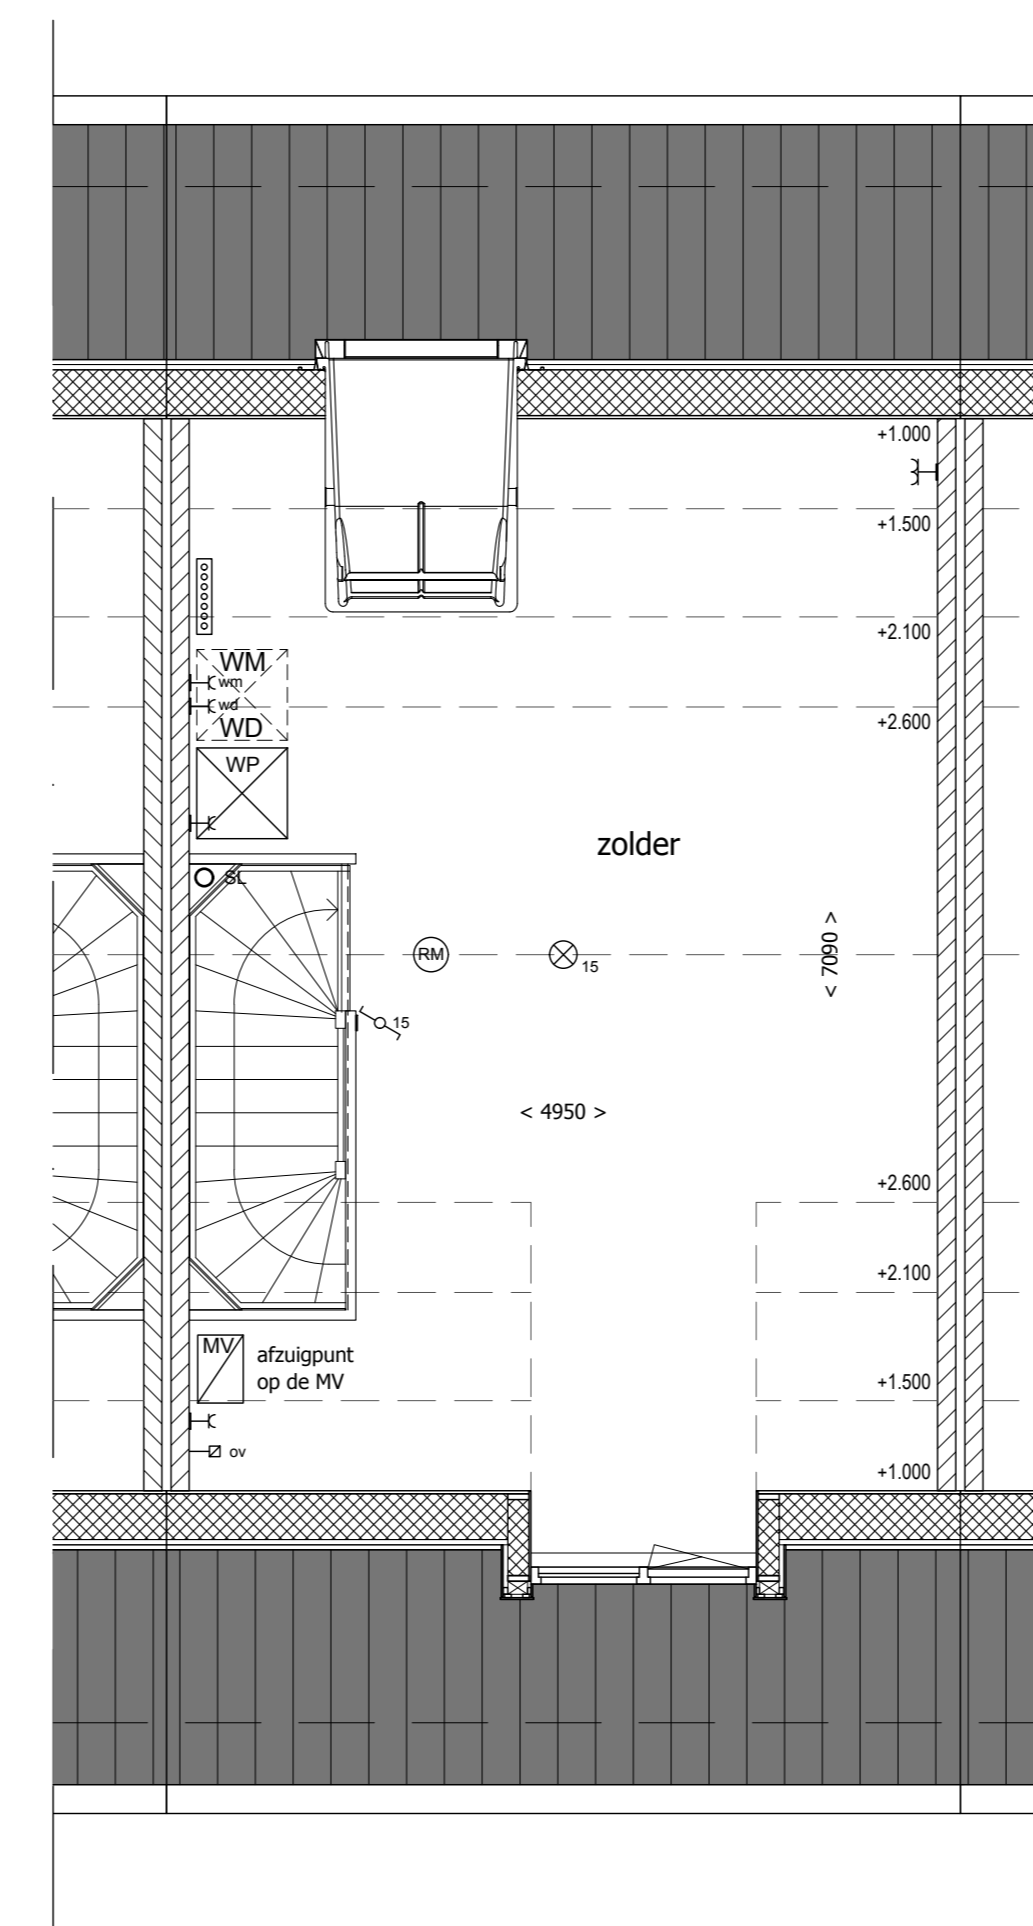 +1.000
+1.500
+2.100
WM
wm
wd
WD
+2.600
WP
zolder
SL
< 7090 >
RM
15
15
< 4950 >
+2.600
+2.100
MV
afzuigpunt
op de MV
+1.500
ov
+1.000